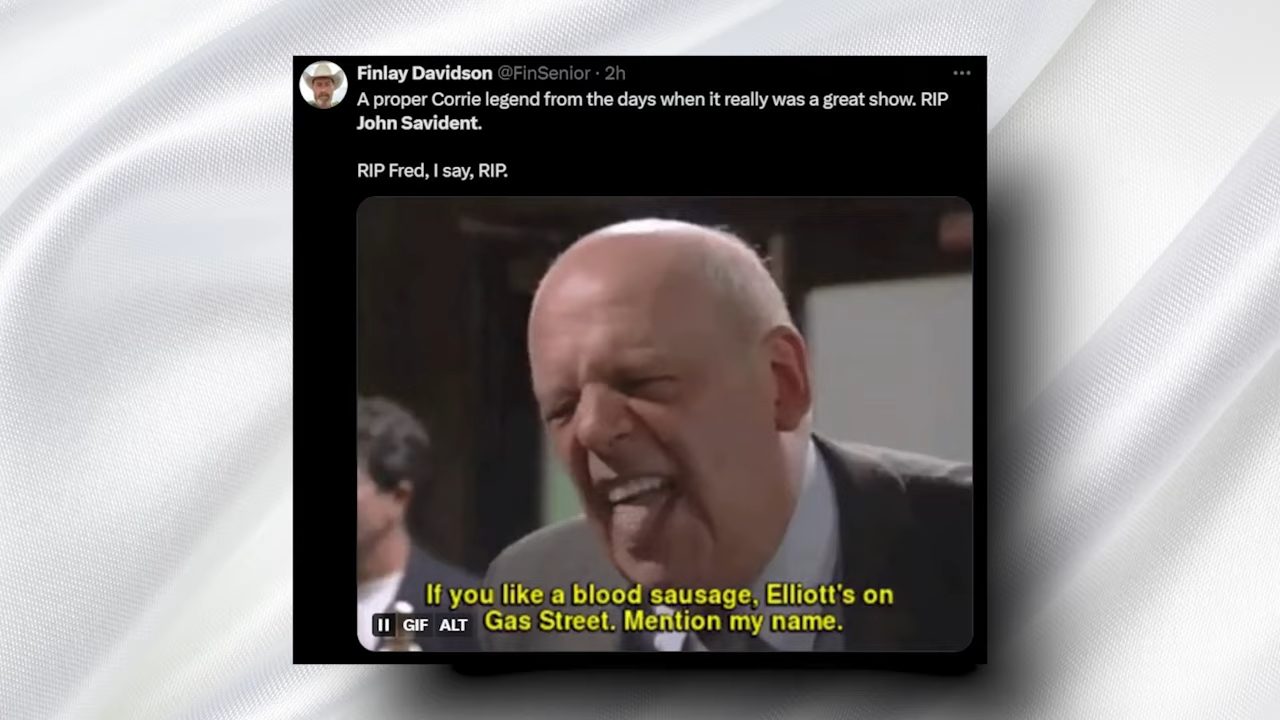 Finlay Davidson @FinSenior · 2h
A proper Corrie legend from the days when it really was a great show. RIP
John Savident.
RIP Fred, I say, RIP.
If you like a blood sausage, Elliott's on
Gas Street. Mention my name.
GIF ALT